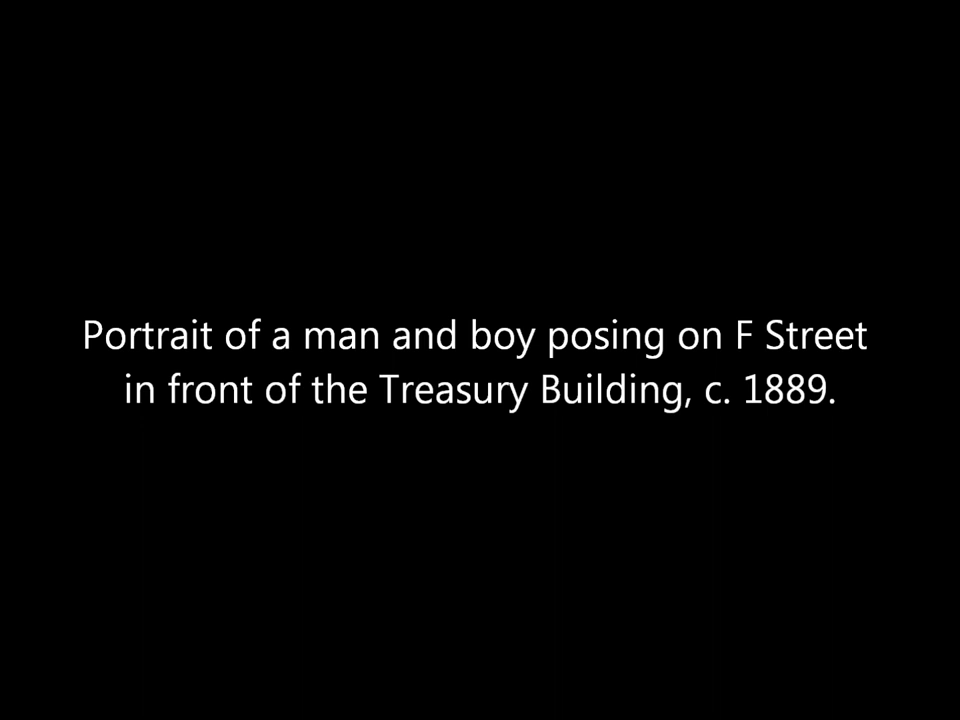 Portrait of a man and boy posing on F Street
in front of the Treasury Building, c. 1889.